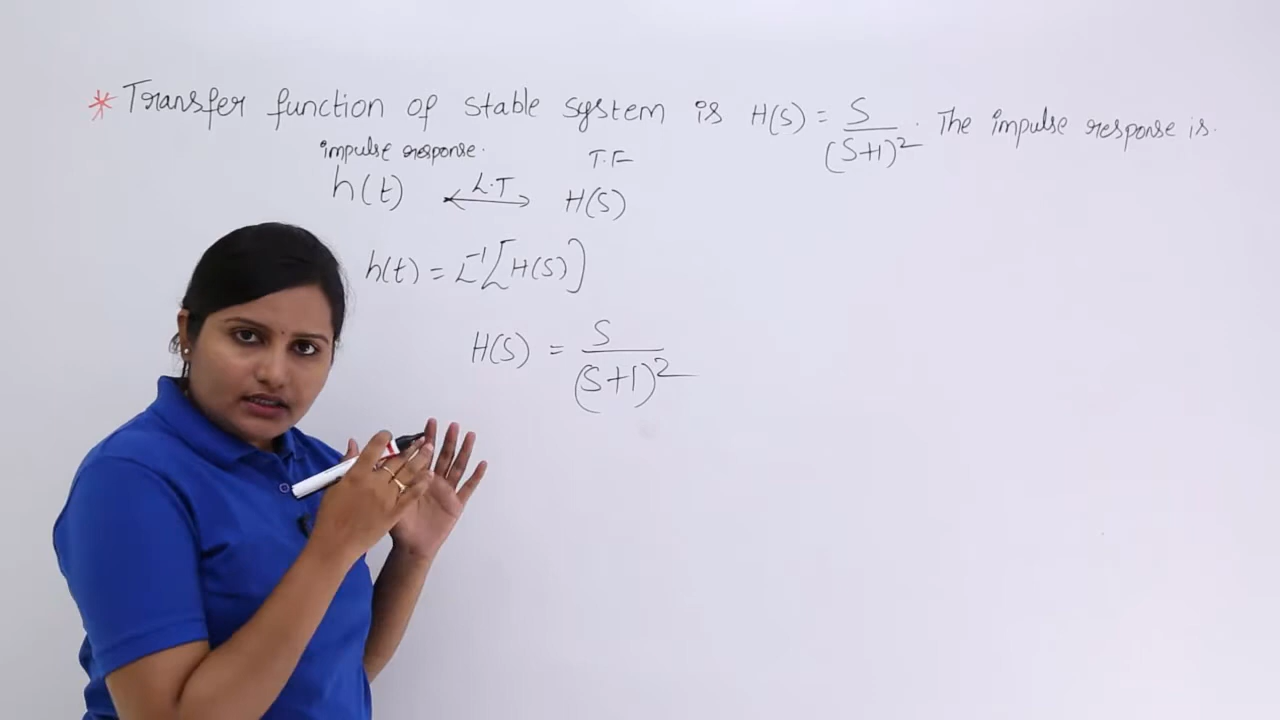 * Transfer function of stable system is H(S) = S/(S+1)². The impulse response is.
impulse response. T.F
h(t) ⟷ L.T H(S)
h(t) = L⁻¹[H(S)]
H(S) = S/(S+1)²